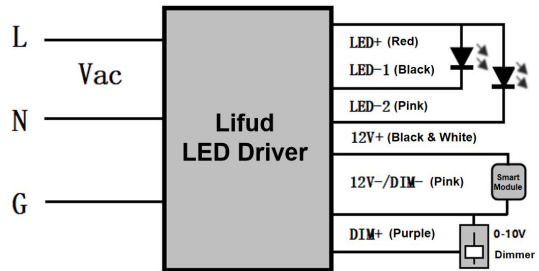 L
Vac
N
G
Lifud
LED Driver
LED+ (Red)
LED-1 (Black)
LED-2 (Pink)
12V+ (Black & White)
12V-/DIM- (Pink)
DIM+ (Purple)
Smart
Module
0-10V
Dimmer